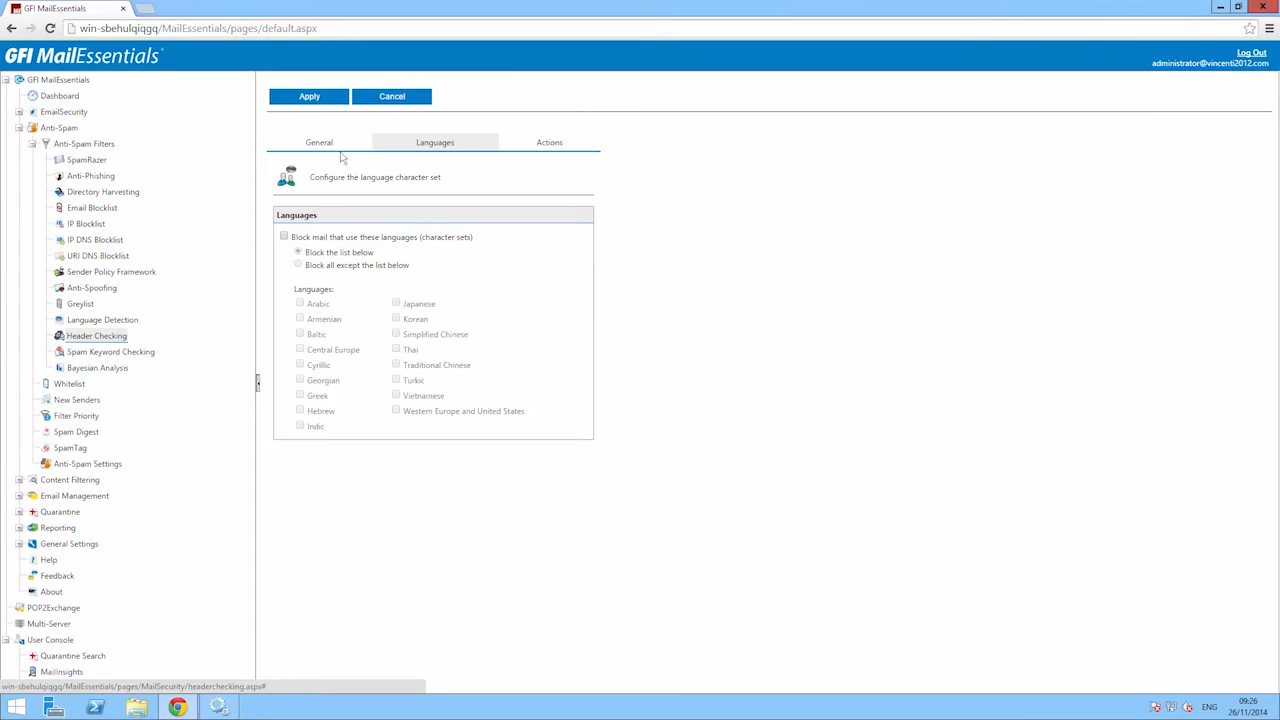 GFI MailEssentials
win-sbehulqiqgq/MailEssentials/pages/default.aspx
GFI MailEssentials
Log Out
administrator@vincenti2012.com
GFI MailEssentials
Dashboard
EmailSecurity
Anti-Spam
Anti-Spam Filters
SpamRazer
Anti-Phishing
Directory Harvesting
Email Blocklist
IP Blocklist
IP DNS Blocklist
URI DNS Blocklist
Sender Policy Framework
Anti-Spoofing
Greylist
Language Detection
Header Checking
Spam Keyword Checking
Bayesian Analysis
Whitelist
New Senders
Filter Priority
Spam Digest
SpamTag
Anti-Spam Settings
Content Filtering
Email Management
Quarantine
Reporting
General Settings
Help
Feedback
About
POP2Exchange
Multi-Server
User Console
Quarantine Search
MailInsights
Apply Cancel
General Languages Actions
Configure the language character set
Languages
Block mail that use these languages (character sets)
Block the list below
Block all except the list below
Languages:
Arabic Japanese
Armenian Korean
Baltic Simplified Chinese
Central Europe Thai
Cyrillic Traditional Chinese
Georgian Turkic
Greek Vietnamese
Hebrew Western Europe and United States
Indic
win-sbehulqiqgq/MailEssentials/pages/MailSecurity/headerchecking.aspx#
ENG
09:26
26/11/2014